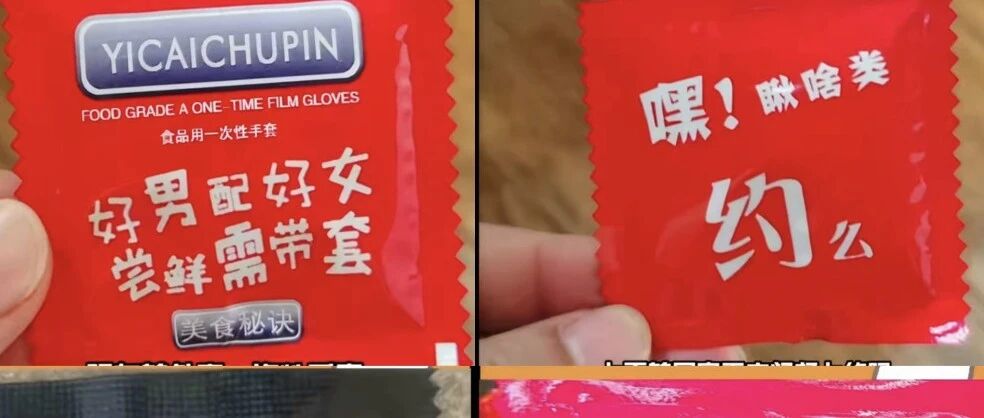 YICAICHUPIN
FOOD GRADE A ONE-TIME FILM GLOVES
食品用一次性手套
好男配好女
尝鲜需带套
美食秘诀
嘿！瞅啥类
约么